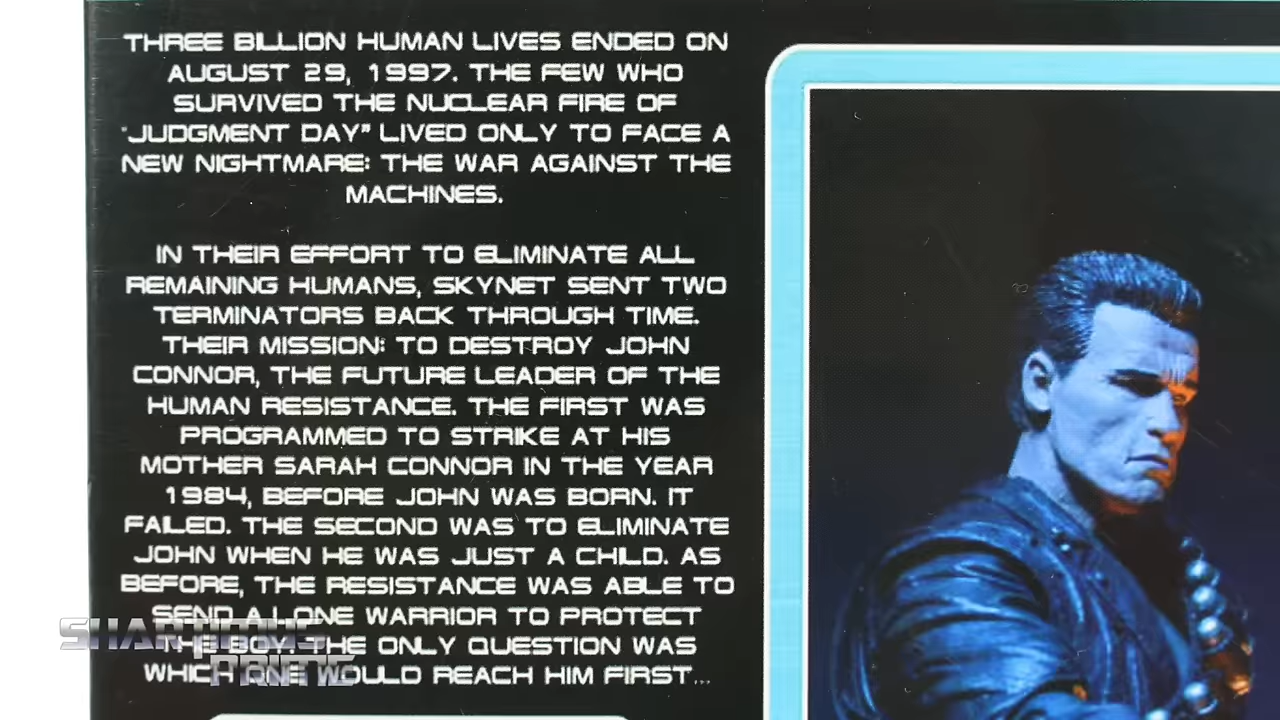 THREE BILLION HUMAN LIVES ENDED ON
AUGUST 29, 1997. THE FEW WHO
SURVIVED THE NUCLEAR FIRE OF
"JUDGMENT DAY" LIVED ONLY TO FACE A
NEW NIGHTMARE: THE WAR AGAINST THE
MACHINES.
IN THEIR EFFORT TO ELIMINATE ALL
REMAINING HUMANS, SKYNET SENT TWO
TERMINATORS BACK THROUGH TIME.
THEIR MISSION: TO DESTROY JOHN
CONNOR, THE FUTURE LEADER OF THE
HUMAN RESISTANCE. THE FIRST WAS
PROGRAMMED TO STRIKE AT HIS
MOTHER SARAH CONNOR IN THE YEAR
1984, BEFORE JOHN WAS BORN. IT
FAILED. THE SECOND WAS TO ELIMINATE
JOHN WHEN HE WAS JUST A CHILD. AS
BEFORE, THE RESISTANCE WAS ABLE TO
SEND A LONE WARRIOR TO PROTECT
THE BOY. THE ONLY QUESTION WAS
WHICH ONE WOULD REACH HIM FIRST...
SHARTIMUS
PRIME